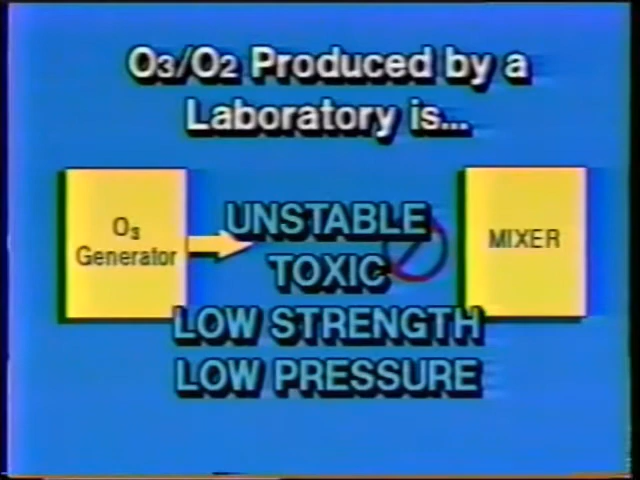 O3/O2 Produced by a
Laboratory is...
O3
Generator
UNSTABLE
TOXIC
LOW STRENGTH
LOW PRESSURE
MIXER